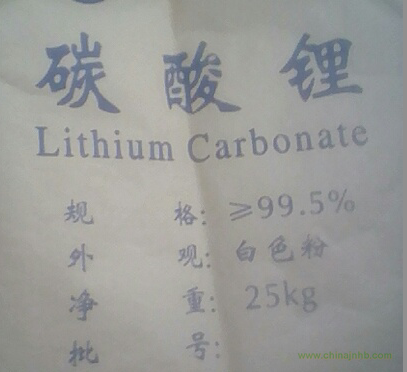 碳酸锂
Lithium Carbonate
规 格: ≥99.5%
外 观: 白色粉
净 重: 25kg
批 号:
www.chinajnhb.com